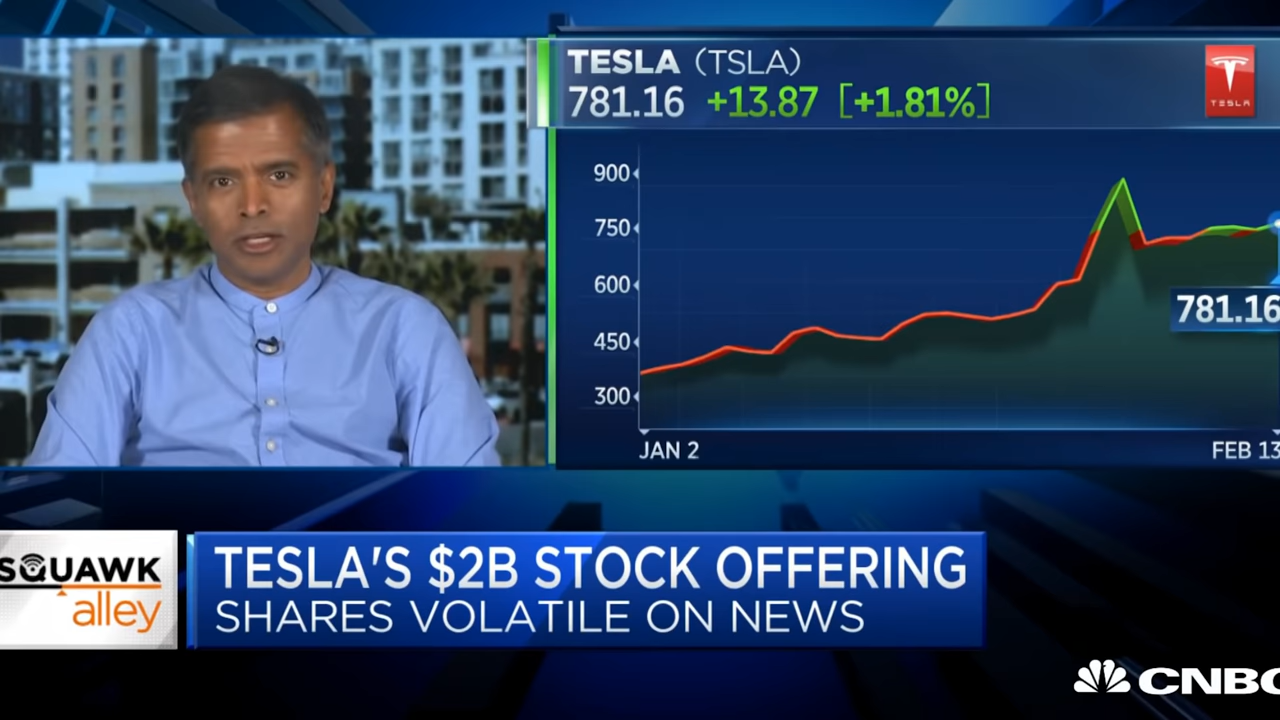 TESLA (TSLA)
781.16 +13.87 [+1.81%]
TESLA
900
750
600
450
300
781.16
JAN 2
FEB 13
SQUAWK
alley
TESLA'S $2B STOCK OFFERING
SHARES VOLATILE ON NEWS
CNBC